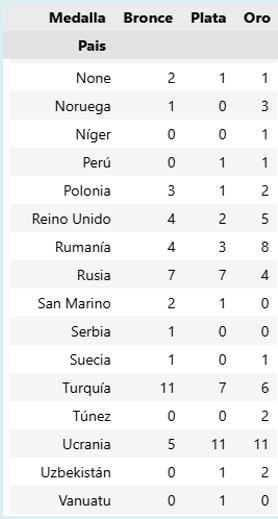 Medalla Bronce Plata Oro
Pais
None 2 1 1
Noruega 1 0 3
Níger 0 0 1
Perú 0 1 1
Polonia 3 1 2
Reino Unido 4 2 5
Rumanía 4 3 8
Rusia 7 7 4
San Marino 2 1 0
Serbia 1 0 0
Suecia 1 0 1
Turquía 11 7 6
Túnez 0 0 2
Ucrania 5 11 11
Uzbekistán 0 1 2
Vanuatu 0 1 0